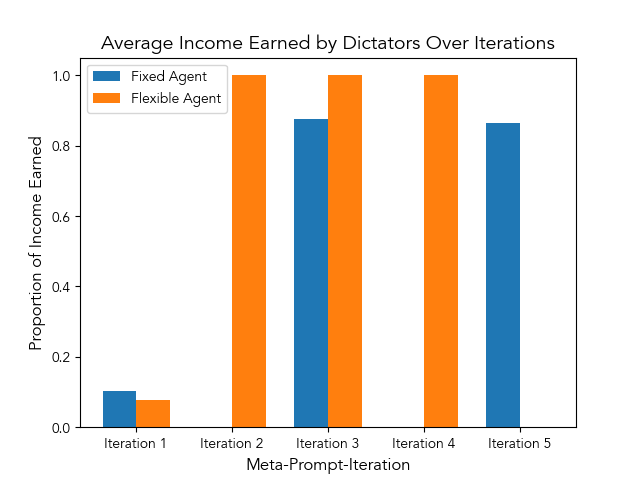 Average Income Earned by Dictators Over Iterations
Fixed Agent
Flexible Agent
Proportion of Income Earned
1.0
0.8
0.6
0.4
0.2
0.0
Iteration 1 Iteration 2 Iteration 3 Iteration 4 Iteration 5
Meta-Prompt-Iteration